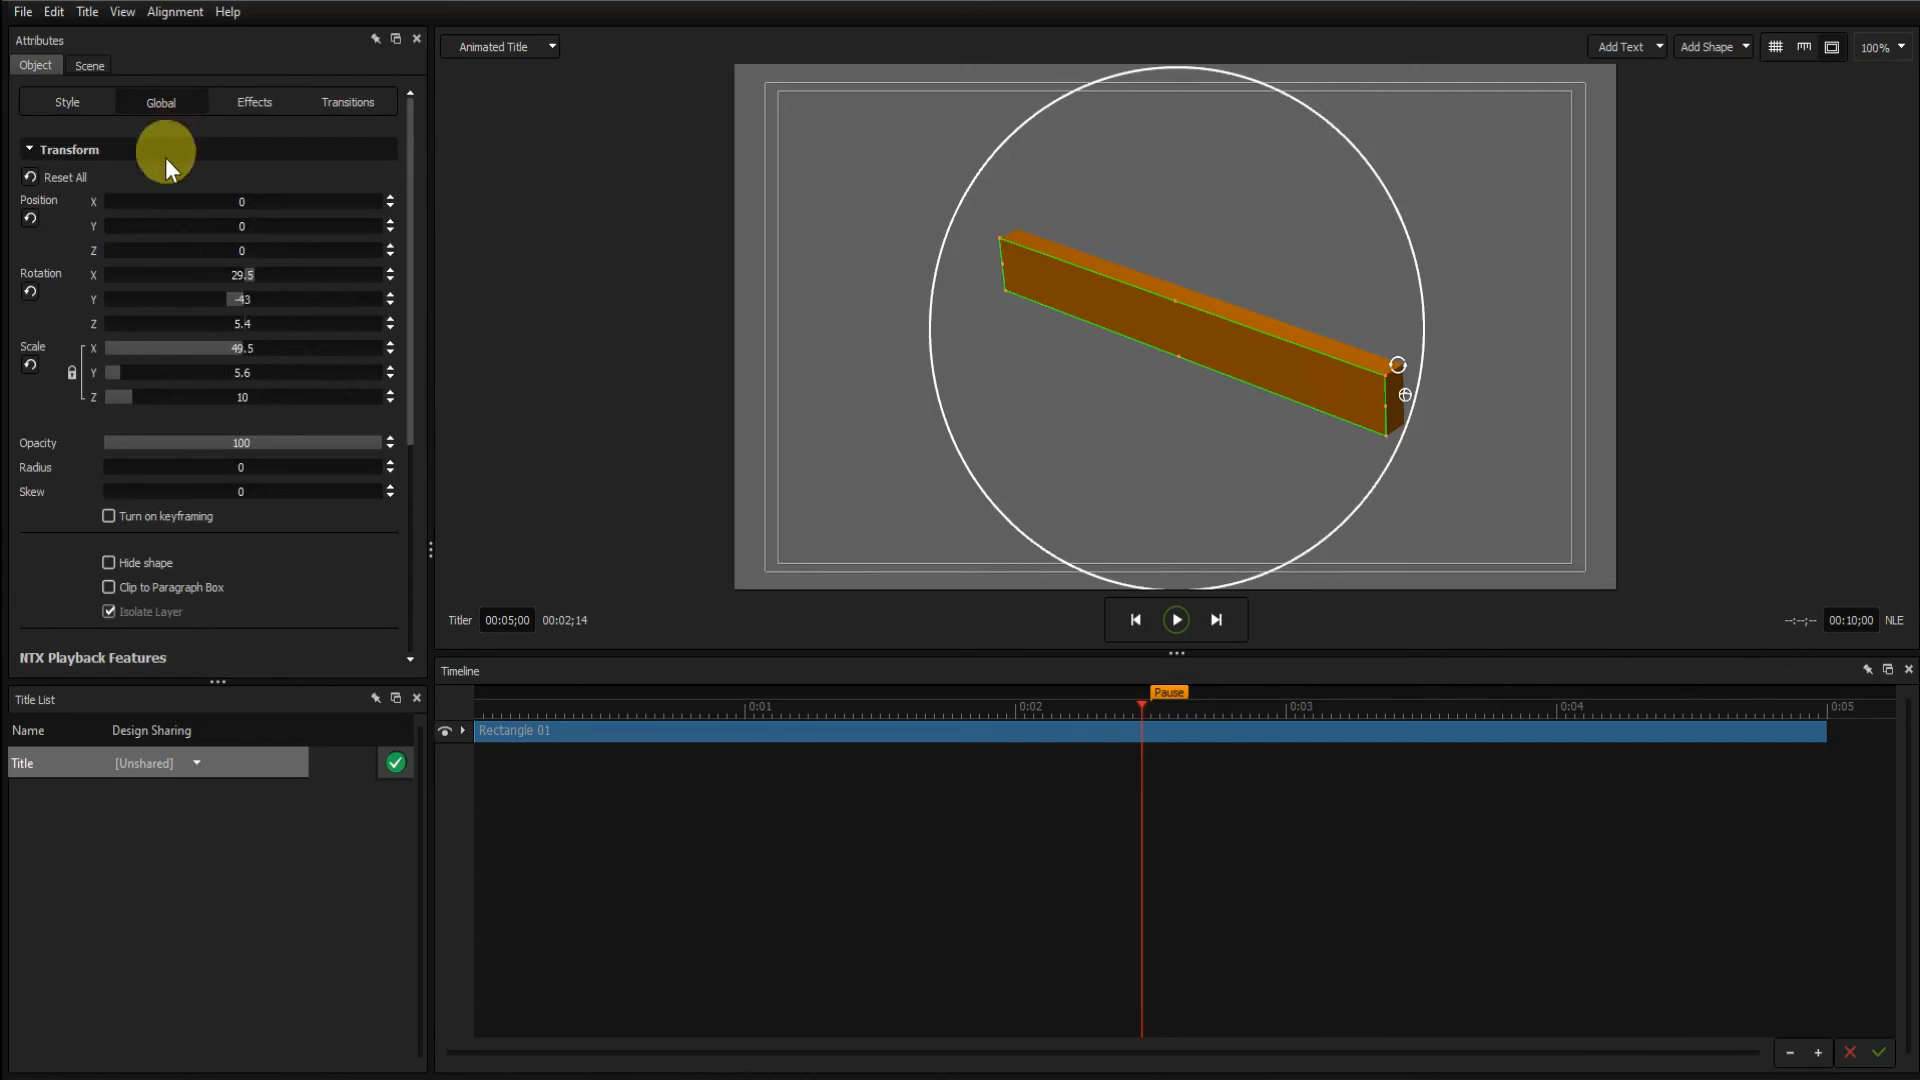 File Edit Title View Alignment Help
Attributes
Object Scene
Style Global Effects Transitions
Transform
Reset All
Position X 0
Y 0
Z 0
Rotation X 29.5
Y -43
Z 5.4
Scale X 49.5
Y 5.6
Z 10
Opacity 100
Radius 0
Skew 0
Turn on keyframing
Hide shape
Clip to Paragraph Box
Isolate Layer
NTX Playback Features
Title List
Name Design Sharing
Title [Unshared]
Animated Title
Add Text Add Shape 100%
Titler 00:05;00 00:02;14
--:--;-- 00:10;00 NLE
Timeline
Pause
0:01 0:02 0:03 0:04 0:05
Rectangle 01